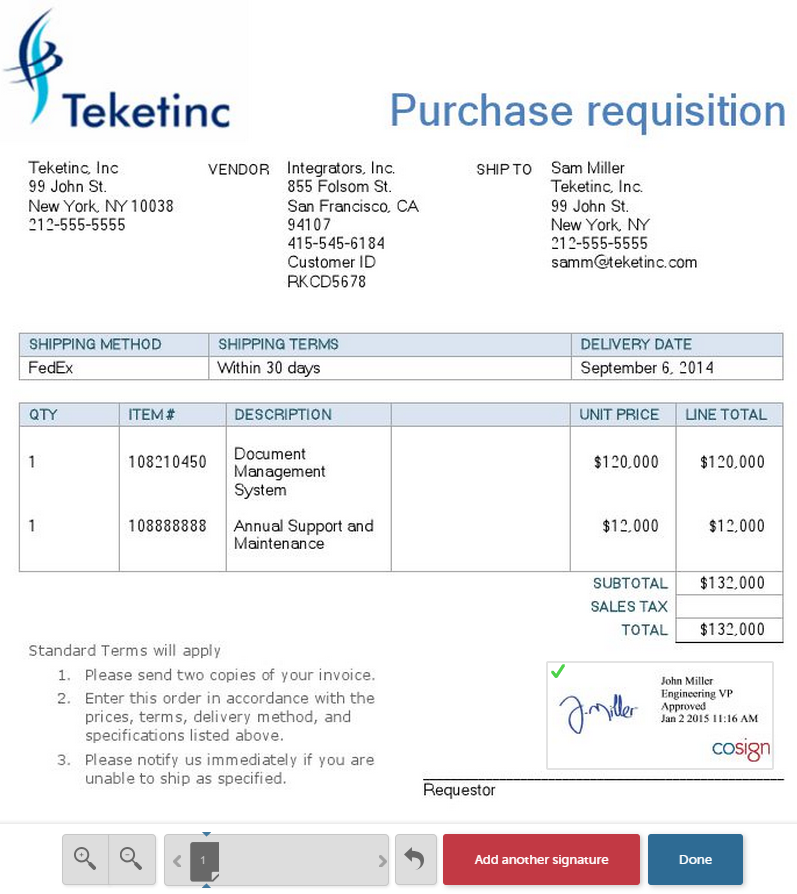 Teketinc
Purchase requisition
Teketinc, Inc
99 John St.
New York, NY 10038
212-555-5555
VENDOR
Integrators, Inc.
855 Folsom St.
San Francisco, CA
94107
415-545-6184
Customer ID
RKCD5678
SHIP TO
Sam Miller
Teketinc, Inc.
99 John St.
New York, NY
212-555-5555
samm@teketinc.com
SHIPPING METHOD SHIPPING TERMS DELIVERY DATE
FedEx Within 30 days September 6, 2014
QTY ITEM# DESCRIPTION UNIT PRICE LINE TOTAL
1 108210450 Document Management System $120,000 $120,000
1 108888888 Annual Support and Maintenance $12,000 $12,000
SUBTOTAL $132,000
SALES TAX
TOTAL $132,000
Standard Terms will apply
1. Please send two copies of your invoice.
2. Enter this order in accordance with the
prices, terms, delivery method, and
specifications listed above.
3. Please notify us immediately if you are
unable to ship as specified.
J. Miller
John Miller
Engineering VP
Approved
Jan 2 2015 11:16 AM
cosign
Requestor
1
Add another signature
Done